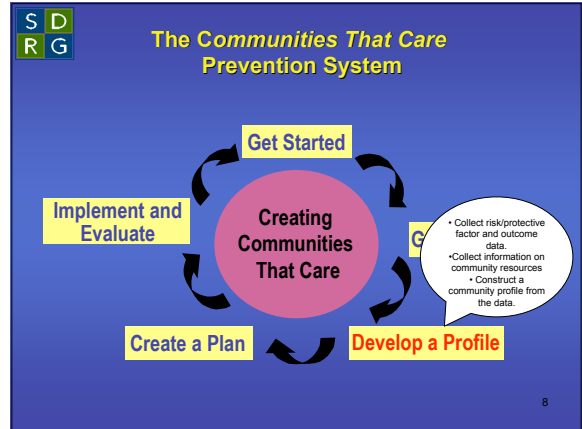 S D
R G
The Communities That Care
Prevention System
Get Started
Implement and
Evaluate
Creating
Communities
That Care
G
• Collect risk/protective
factor and outcome
data.
•Collect information on
community resources
• Construct a
community profile from
the data.
Create a Plan
Develop a Profile
8